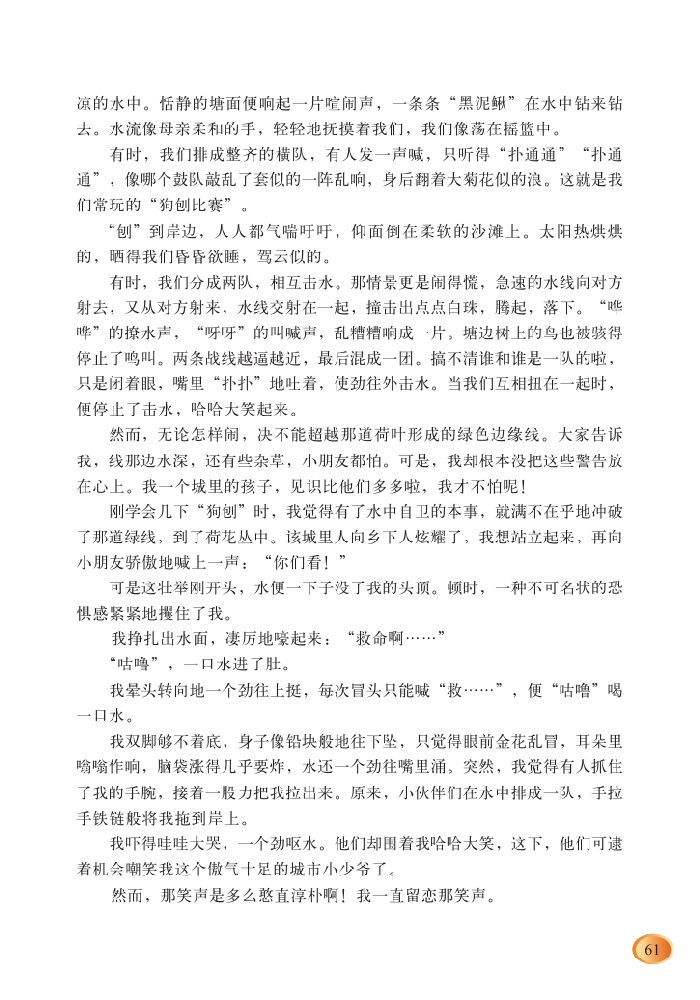 凉的水中。恬静的塘面便响起一片喧闹声，一条条“黑泥鳅”在水中钻来钻
去。水流像母亲柔和的手，轻轻地抚摸着我们，我们像荡在摇篮中。
有时，我们排成整齐的横队，有人发一声喊，只听得“扑通通”“扑通
通”，像哪个鼓队敲乱了套似的一阵乱响，身后翻着大菊花似的浪。这就是我
们常玩的“狗刨比赛”。
“刨”到岸边，人人都气喘吁吁，仰面倒在柔软的沙滩上。太阳热烘烘
的，晒得我们昏昏欲睡，驾云似的。
有时，我们分成两队，相互击水。那情景更是闹得慌，急速的水线向对方
射去，又从对方射来，水线交射在一起，撞击出点点白珠，腾起，落下。“哗
哗”的撩水声，“呀呀”的叫喊声，乱糟糟响成一片。塘边树上的鸟也被骇得
停止了鸣叫。两条战线越逼越近，最后混成一团。搞不清谁和谁是一队的啦，
只是闭着眼，嘴里“扑扑”地吐着，使劲往外击水。当我们互相扭在一起时，
便停止了击水，哈哈大笑起来。
然而，无论怎样闹，决不能超越那道荷叶形成的绿色边缘线。大家告诉
我，线那边水深，还有些杂草，小朋友都怕。可是，我却根本没把这些警告放
在心上。我一个城里的孩子，见识比他们多多啦，我才不怕呢！
刚学会几下“狗刨”时，我觉得有了水中自卫的本事，就满不在乎地冲破
了那道绿线，到了荷花丛中。该城里人向乡下人炫耀了，我想站立起来，再向
小朋友骄傲地喊上一声：“你们看！”
可是这壮举刚开头，水便一下子没了我的头顶。顿时，一种不可名状的恐
惧感紧紧地攫住了我。
我挣扎出水面，凄厉地嚎起来：“救命啊……”
“咕噜”，一口水进了肚。
我晕头转向地一个劲往上挺，每次冒头只能喊“救……”，便“咕噜”喝
一口水。
我双脚够不着底，身子像铅块般地往下坠，只觉得眼前金花乱冒，耳朵里
嗡嗡作响，脑袋涨得几乎要炸，水还一个劲往嘴里涌。突然，我觉得有人抓住
了我的手腕，接着一股力把我拉出来。原来，小伙伴们在水中排成一队，手拉
手铁链般将我拖到岸上。
我吓得哇哇大哭，一个劲呕水。他们却围着我哈哈大笑，这下，他们可逮
着机会嘲笑我这个傲气十足的城市小少爷了。
然而，那笑声是多么憨直淳朴啊！我一直留恋那笑声。
61